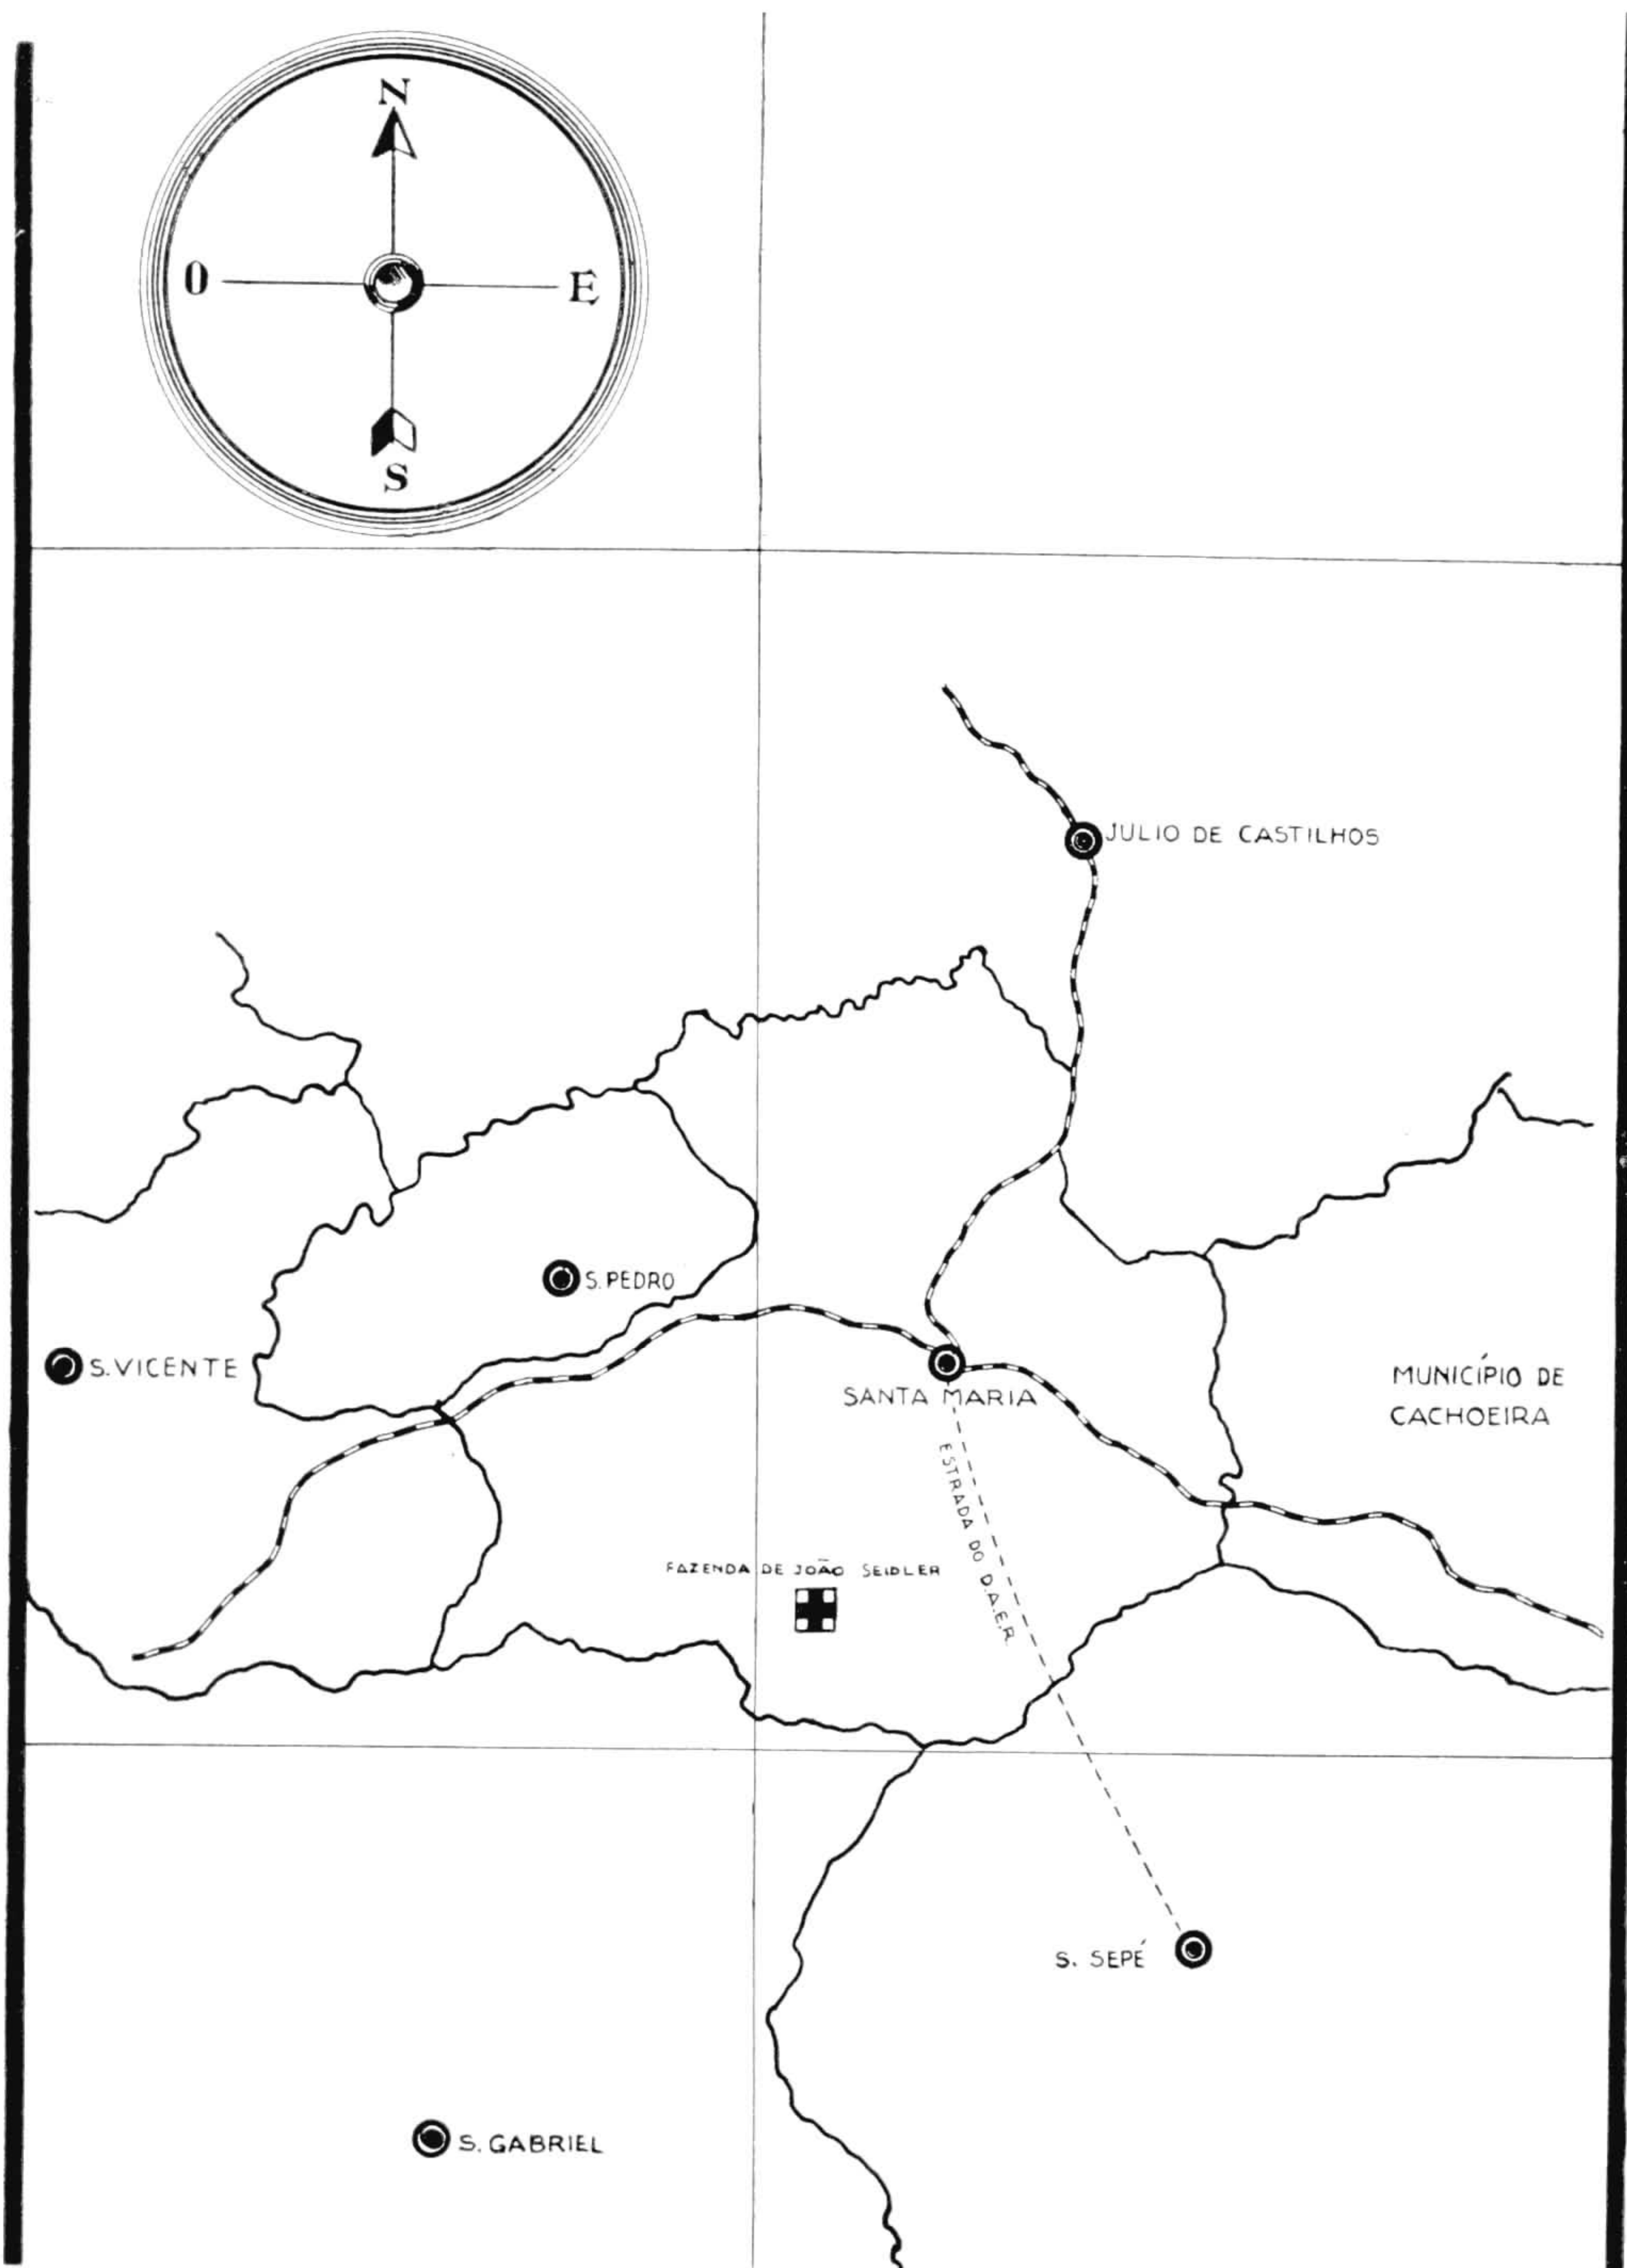 N
O E
S
JULIO DE CASTILHOS
S. PEDRO
S. VICENTE
SANTA MARIA
MUNICÍPIO DE
CACHOEIRA
ESTRADA DO D.A.E.R.
FAZENDA DE JOÃO SEIDLER
S. SEPÉ
S. GABRIEL